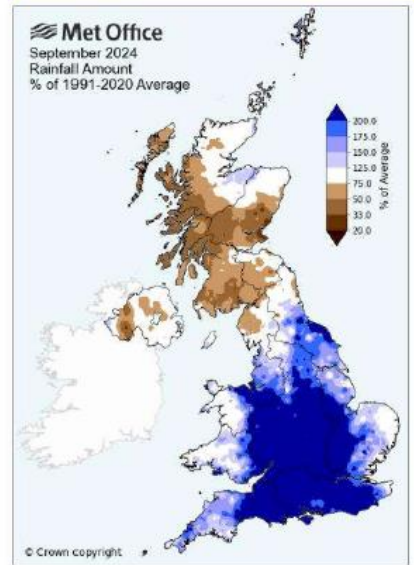 Met Office
September 2024
Rainfall Amount
% of 1991-2020 Average
200.0
175.0
150.0
125.0
75.0
50.0
33.0
20.0
% of Average
© Crown copyright